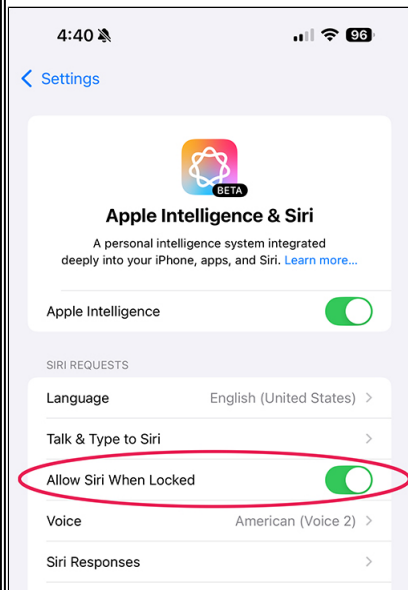 4:40
96
Settings
BETA
Apple Intelligence & Siri
A personal intelligence system integrated
deeply into your iPhone, apps, and Siri. Learn more...
Apple Intelligence
SIRI REQUESTS
Language English (United States)
Talk & Type to Siri
Allow Siri When Locked
Voice American (Voice 2)
Siri Responses